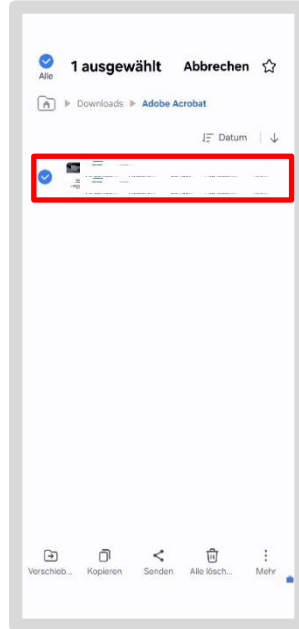 1 ausgewählt Abbrechen
Alle
Downloads Adobe Acrobat
Datum
Verschieb... Kopieren Senden Alle lösch... Mehr